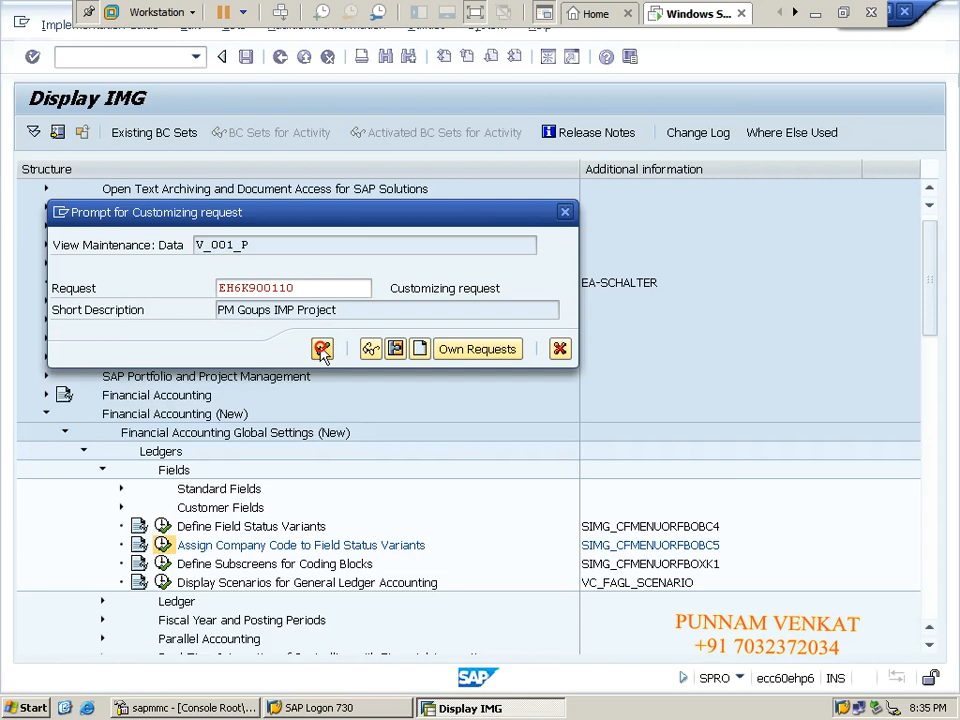 Workstation
Home
Windows S...
Display IMG
Existing BC Sets
BC Sets for Activity
Activated BC Sets for Activity
Release Notes
Change Log
Where Else Used
Structure
Additional information
Open Text Archiving and Document Access for SAP Solutions
Prompt for Customizing request
View Maintenance: Data
V_001_P
EA-SCHALTER
Request
EH6K900110
Customizing request
Short Description
PM Goups IMP Project
Own Requests
SAP Portfolio and Project Management
Financial Accounting
Financial Accounting (New)
Financial Accounting Global Settings (New)
Ledgers
Fields
Standard Fields
Customer Fields
Define Field Status Variants
SIMG_CFMENUORFBOBC4
Assign Company Code to Field Status Variants
SIMG_CFMENUORFBOBC5
Define Subscreens for Coding Blocks
SIMG_CFMENUORFBOXK1
Display Scenarios for General Ledger Accounting
VC_FAGL_SCENARIO
Ledger
Fiscal Year and Posting Periods
Parallel Accounting
PUNNAM VENKAT
+91 7032372034
SAP
SPRO
ecc60ehp6
INS
Start
sapmmc - [Console Root\...
SAP Logon 730
Display IMG
8:35 PM